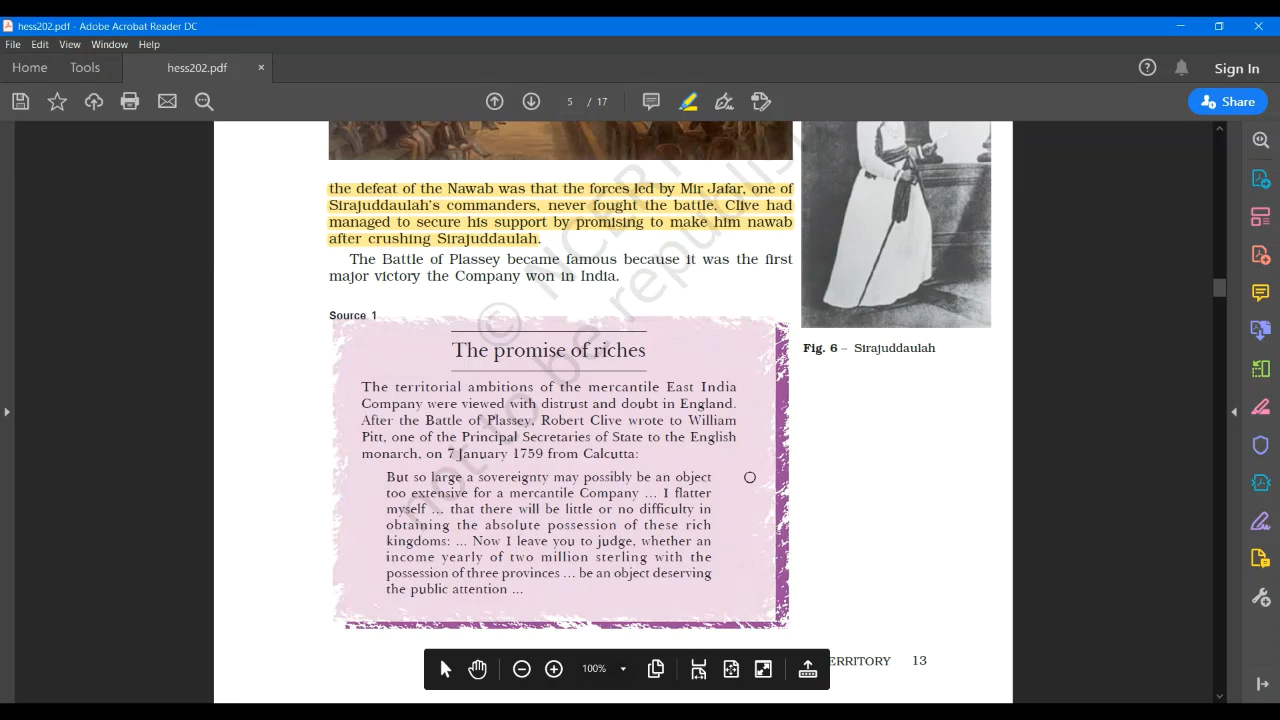 hess202.pdf - Adobe Acrobat Reader DC
File Edit View Window Help
Home Tools hess202.pdf × Sign In
5 / 17
Share
the defeat of the Nawab was that the forces led by Mir Jafar, one of
Sirajuddaulah's commanders, never fought the battle. Clive had
managed to secure his support by promising to make him nawab
after crushing Sirajuddaulah.
The Battle of Plassey became famous because it was the first
major victory the Company won in India.
Fig. 6 – Sirajuddaulah
Source 1
The promise of riches
The territorial ambitions of the mercantile East India
Company were viewed with distrust and doubt in England.
After the Battle of Plassey, Robert Clive wrote to William
Pitt, one of the Principal Secretaries of State to the English
monarch, on 7 January 1759 from Calcutta:
But so large a sovereignty may possibly be an object
too extensive for a mercantile Company ... I flatter
myself ... that there will be little or no difficulty in
obtaining the absolute possession of these rich
kingdoms: ... Now I leave you to judge, whether an
income yearly of two million sterling with the
possession of three provinces ... be an object deserving
the public attention ...
ERRITORY 13
100%
© NCERT
not to be republis